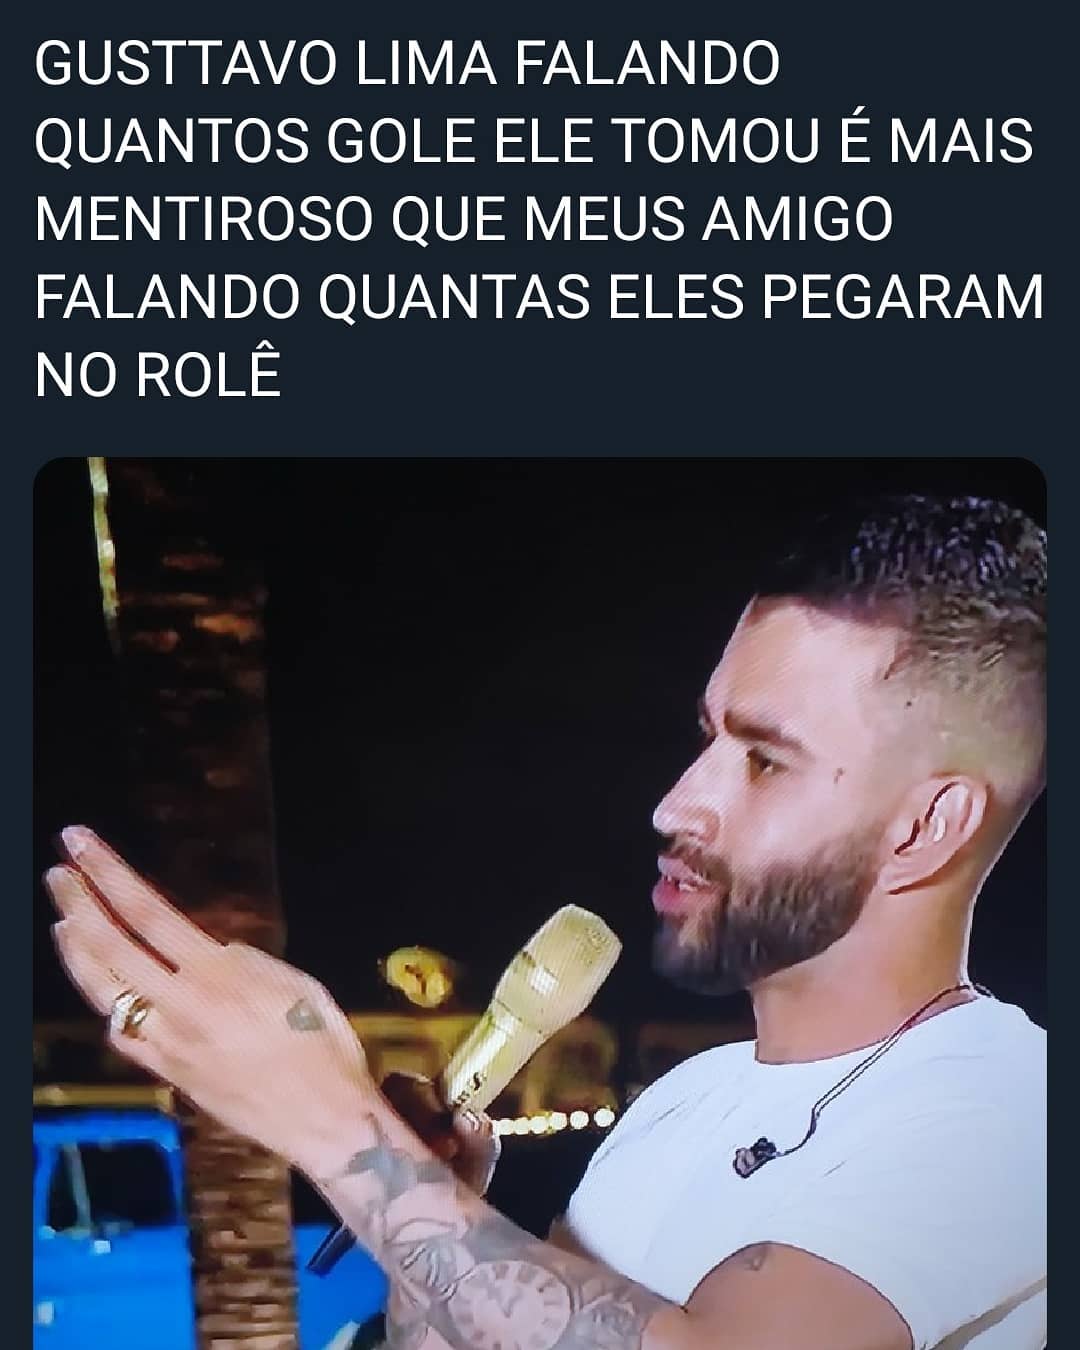 GUSTTAVO LIMA FALANDO
QUANTOS GOLE ELE TOMOU É MAIS
MENTIROSO QUE MEUS AMIGO
FALANDO QUANTAS ELES PEGARAM
NO ROLÊ